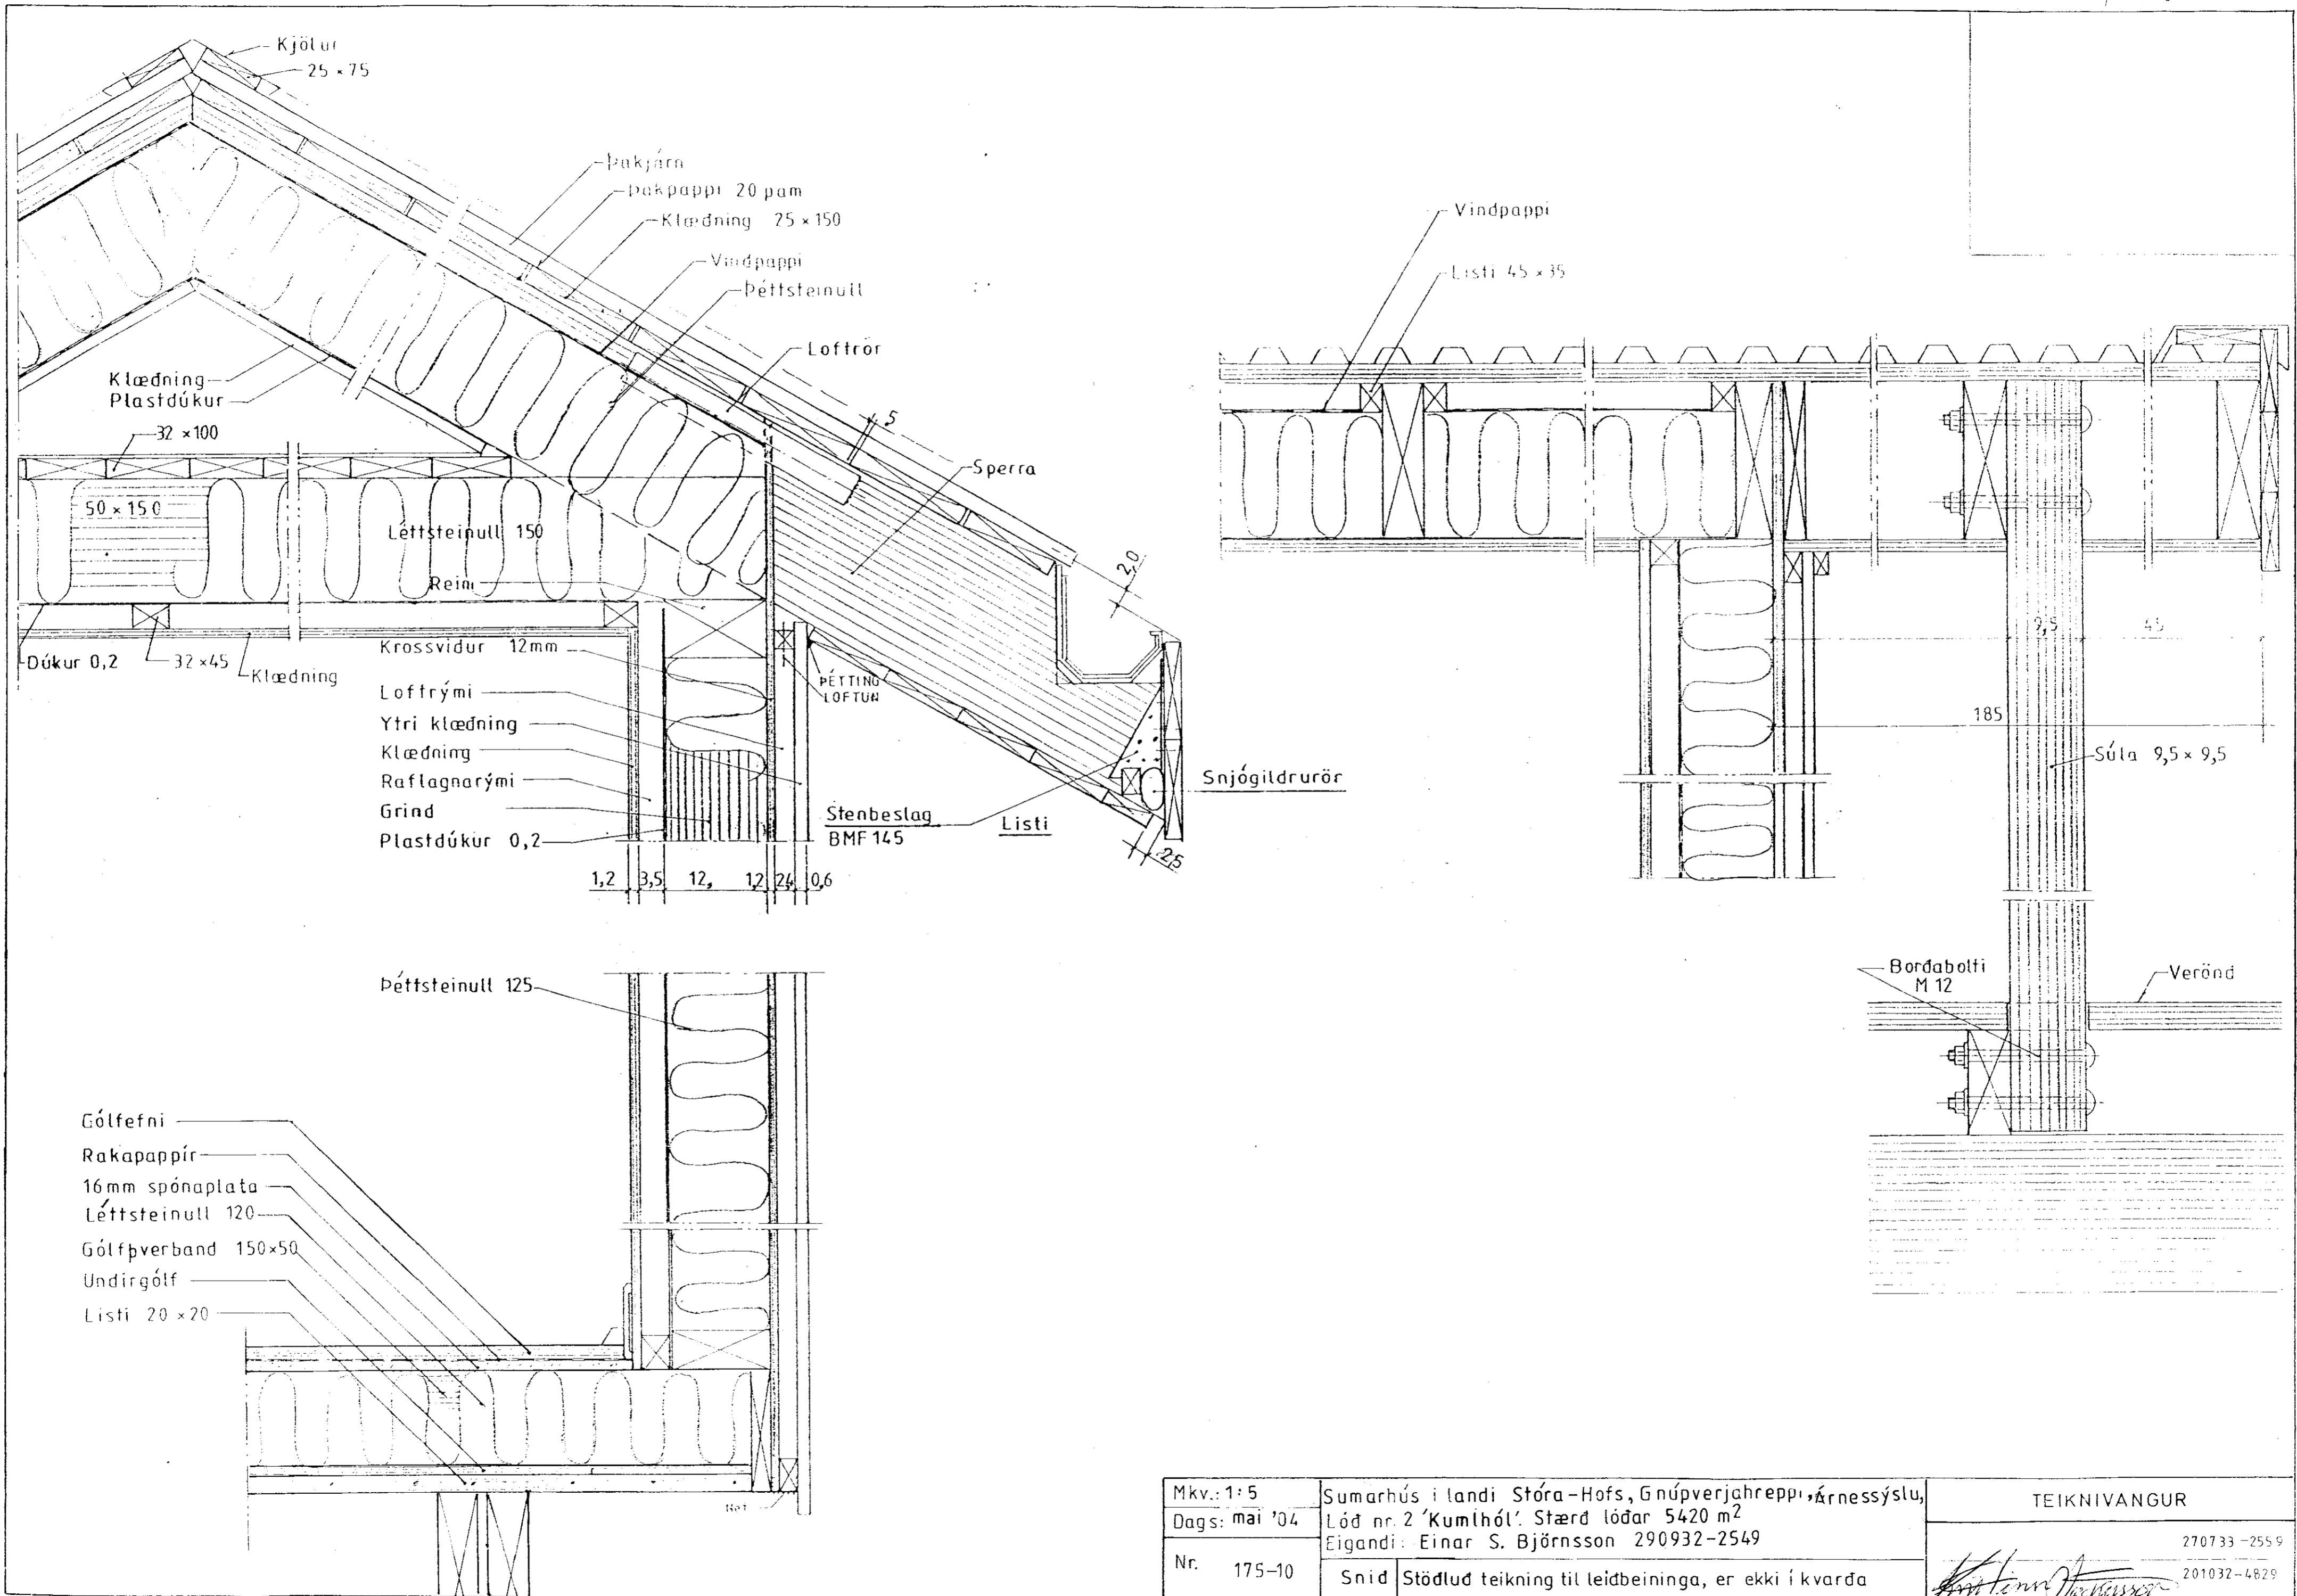 Kjölur
25 × 75
Þakjárn
Þakpappi 20 pam
Klæðning 25 × 150
Vindpappi
Þéttsteinull
Loftrör
5
Sperra
Klæðning
Plastdúkur
32 × 100
50 × 150
Léttsteinull 150
Reim
2,0
Dúkur 0,2
32 × 45
Klæðning
Krossviður 12mm
Loftrými
Ytri klæðning
Klæðning
Raflagnarými
Grind
Plastdúkur 0,2
ÞÉTTING
LOFTUN
Stenbeslag
BMF 145
Listi
Snjógildrurör
2,5
1,2 3,5 12, 1,2 2,4 0,6
Vindpappi
Listi 45 × 35
9,5
45
185
Súla 9,5 × 9,5
Borðabolti
M 12
Verönd
Þéttsteinull 125
Gólfefni
Rakapappír
16mm spónaplata
Léttsteinull 120
Gólfþverband 150×50
Undirgólf
Listi 20 × 20
Net
Mkv.: 1:5
Dags: mai '04
Nr. 175-10
Sumarhús i landi Stóra-Hofs, Gnúpverjahreppi, Árnessýslu,
Lóð nr. 2 'Kumlhól'. Stærð lóðar 5420 m²
Eigandi: Einar S. Björnsson 290932-2549
Snið Stöðluð teikning til leiðbeininga, er ekki í kvarða
TEIKNIVANGUR
270733-2559
201032-4829